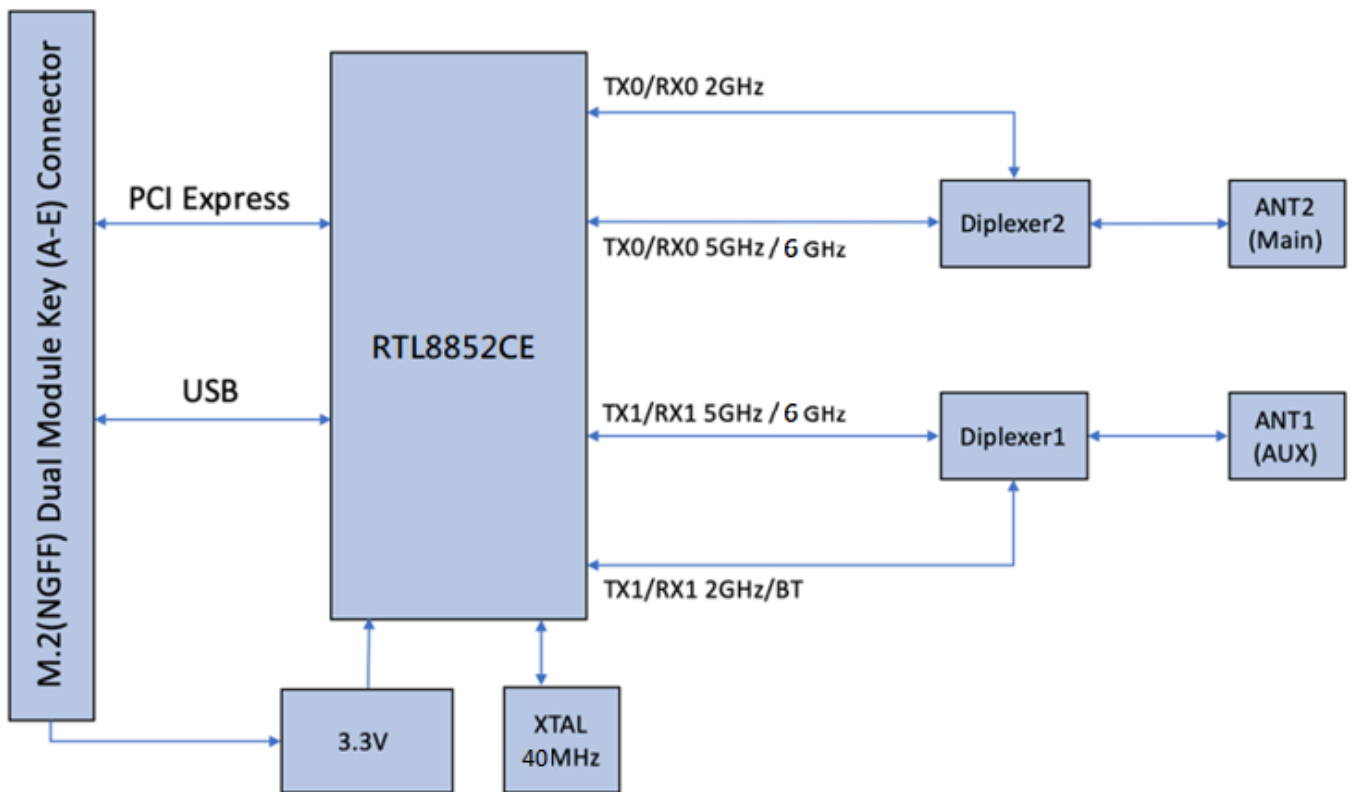 M.2(NGFF) Dual Module Key (A-E) Connector
PCI Express
USB
RTL8852CE
TX0/RX0 2GHz
TX0/RX0 5GHz / 6 GHz
TX1/RX1 5GHz / 6 GHz
TX1/RX1 2GHz/BT
Diplexer2
ANT2
(Main)
Diplexer1
ANT1
(AUX)
3.3V
XTAL
40MHz